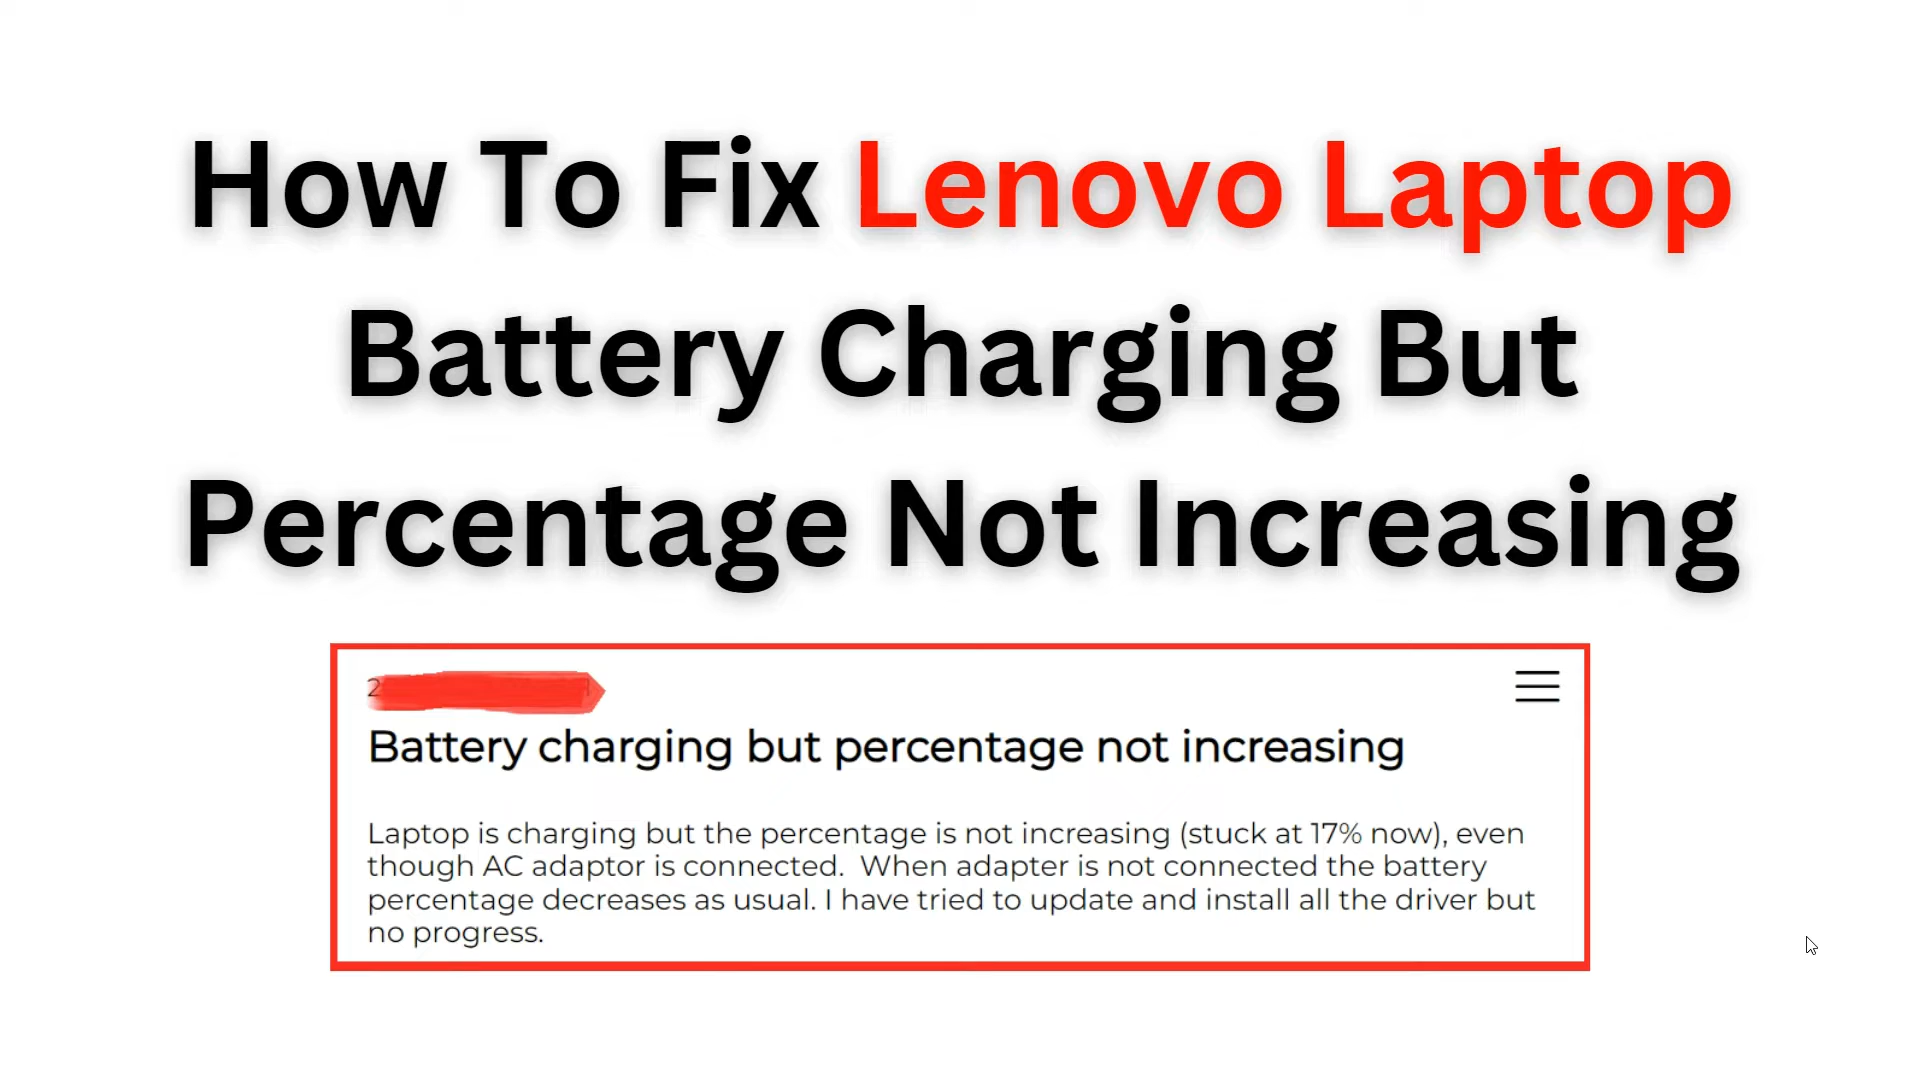 How To Fix Lenovo Laptop
Battery Charging But
Percentage Not Increasing
Battery charging but percentage not increasing
Laptop is charging but the percentage is not increasing (stuck at 17% now), even
though AC adaptor is connected.  When adapter is not connected the battery
percentage decreases as usual. I have tried to update and install all the driver but
no progress.